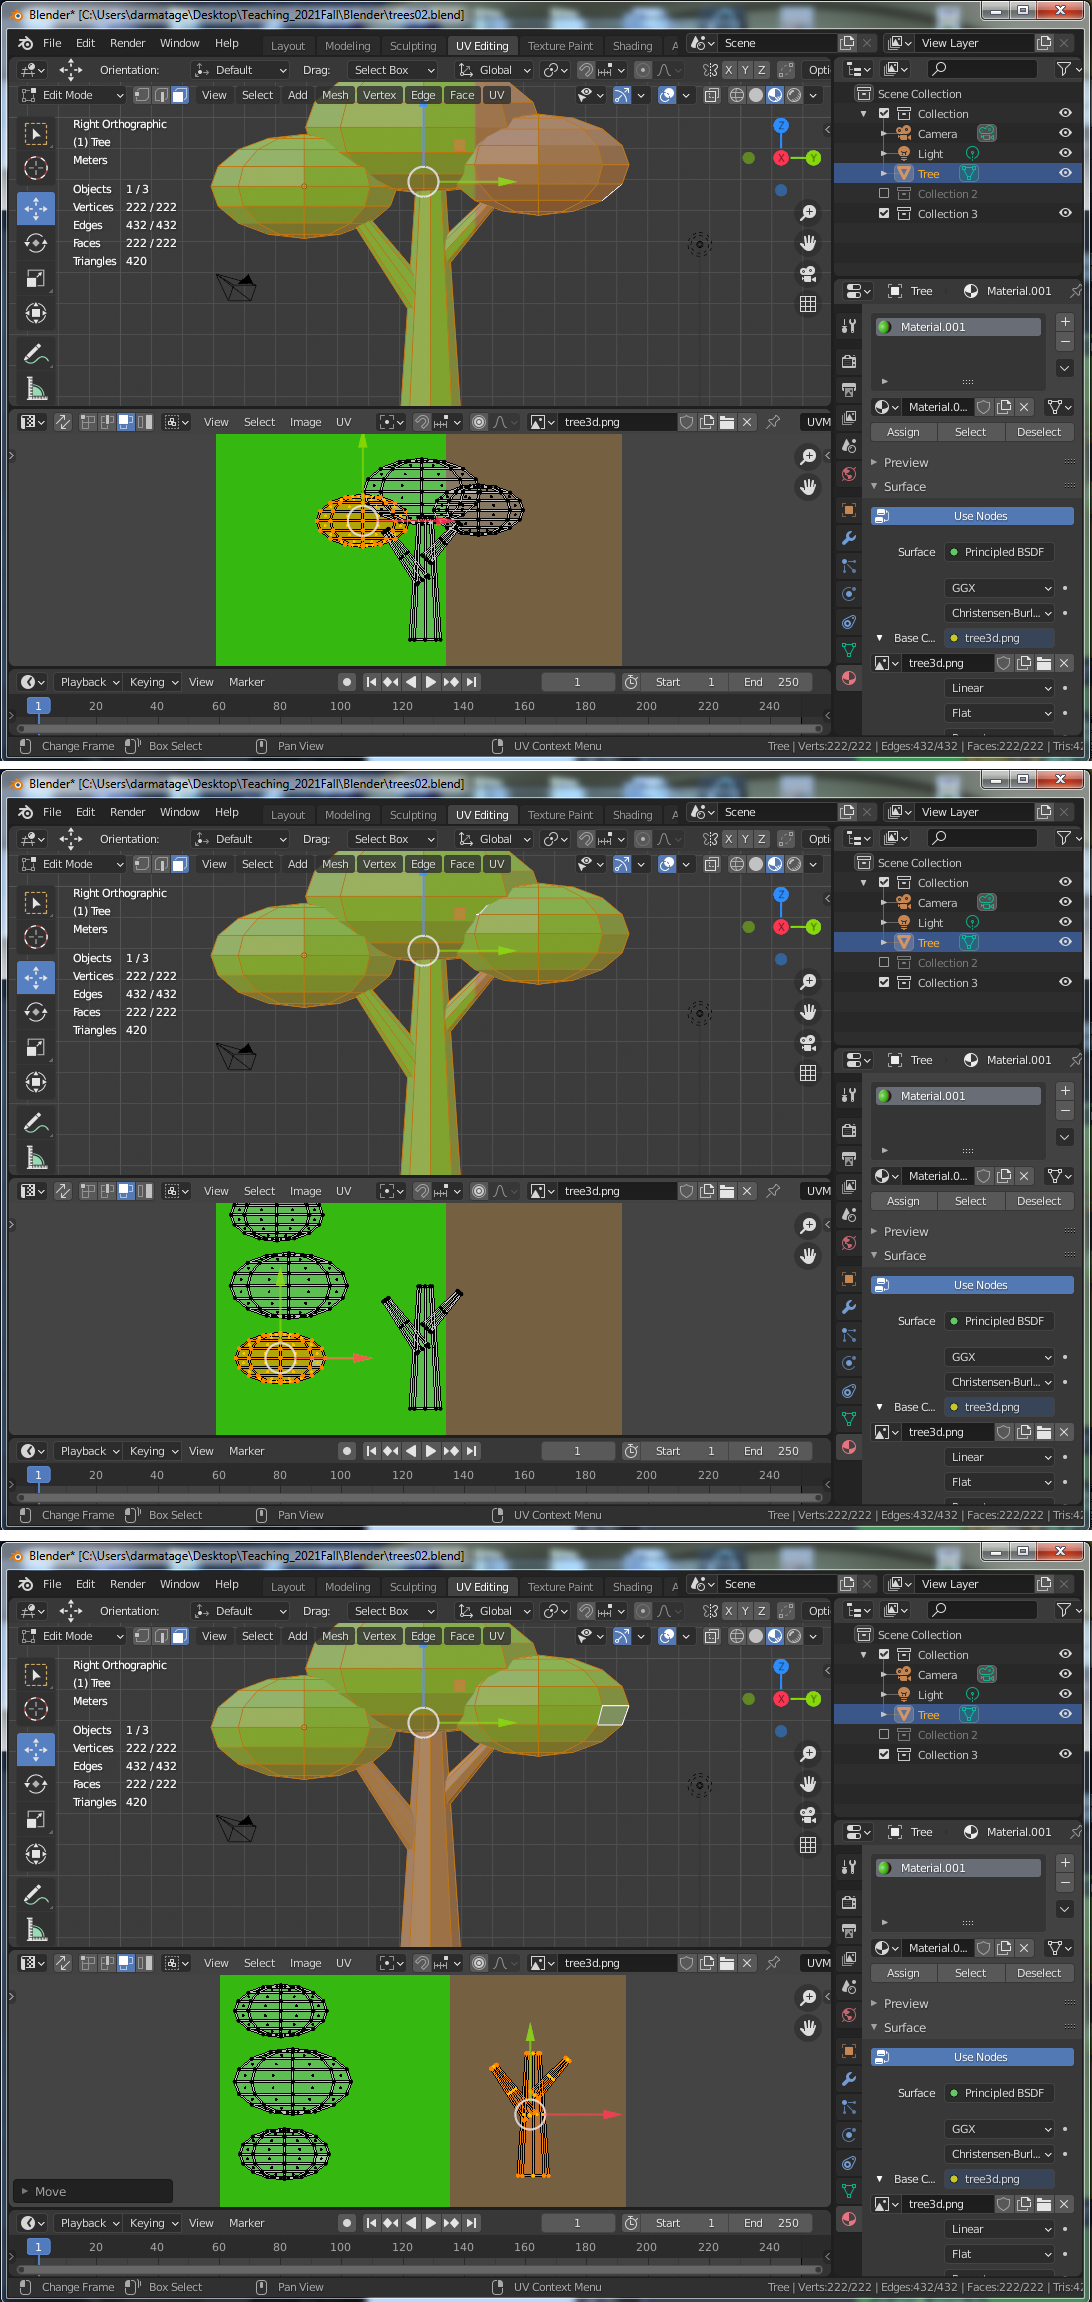 Blender* [C:\Users\darmatage\Desktop\Teaching_2021Fall\Blender\trees02.blend]
File Edit Render Window Help Layout Modeling Sculpting UV Editing Texture Paint Shading A Scene View Layer
Orientation: Default Drag: Select Box Global X Y Z Opti
Edit Mode View Select Add Mesh Vertex Edge Face UV
Scene Collection
Collection
Camera
Light
Tree
Collection 2
Collection 3
Right Orthographic
(1) Tree
Meters
Objects 1 / 3
Vertices 222 / 222
Edges 432 / 432
Faces 222 / 222
Triangles 420
Z
X Y
Tree Material.001
Material.001
Material.0...
Assign Select Deselect
Preview
Surface
Use Nodes
Surface Principled BSDF
GGX
Christensen-Burl...
Base C... tree3d.png
tree3d.png
Linear
Flat
View Select Image UV tree3d.png UVM
Playback Keying View Marker 1 Start 1 End 250
1 20 40 60 80 100 120 140 160 180 200 220 240
Change Frame Box Select Pan View UV Context Menu Tree | Verts:222/222 | Edges:432/432 | Faces:222/222 | Tris:42
Blender* [C:\Users\darmatage\Desktop\Teaching_2021Fall\Blender\trees02.blend]
File Edit Render Window Help Layout Modeling Sculpting UV Editing Texture Paint Shading A Scene View Layer
Orientation: Default Drag: Select Box Global X Y Z Opti
Edit Mode View Select Add Mesh Vertex Edge Face UV
Scene Collection
Collection
Camera
Light
Tree
Collection 2
Collection 3
Right Orthographic
(1) Tree
Meters
Objects 1 / 3
Vertices 222 / 222
Edges 432 / 432
Faces 222 / 222
Triangles 420
Z
X Y
Tree Material.001
Material.001
Material.0...
Assign Select Deselect
Preview
Surface
Use Nodes
Surface Principled BSDF
GGX
Christensen-Burl...
Base C... tree3d.png
tree3d.png
Linear
Flat
View Select Image UV tree3d.png UVM
Playback Keying View Marker 1 Start 1 End 250
1 20 40 60 80 100 120 140 160 180 200 220 240
Change Frame Box Select Pan View UV Context Menu Tree | Verts:222/222 | Edges:432/432 | Faces:222/222 | Tris:42
Blender* [C:\Users\darmatage\Desktop\Teaching_2021Fall\Blender\trees02.blend]
File Edit Render Window Help Layout Modeling Sculpting UV Editing Texture Paint Shading A Scene View Layer
Orientation: Default Drag: Select Box Global X Y Z Opti
Edit Mode View Select Add Mesh Vertex Edge Face UV
Scene Collection
Collection
Camera
Light
Tree
Collection 2
Collection 3
Right Orthographic
(1) Tree
Meters
Objects 1 / 3
Vertices 222 / 222
Edges 432 / 432
Faces 222 / 222
Triangles 420
Z
X Y
Tree Material.001
Material.001
Material.0...
Assign Select Deselect
Preview
Surface
Use Nodes
Surface Principled BSDF
GGX
Christensen-Burl...
Base C... tree3d.png
tree3d.png
Linear
Flat
View Select Image UV tree3d.png UVM
Move
Playback Keying View Marker 1 Start 1 End 250
1 20 40 60 80 100 120 140 160 180 200 220 240
Change Frame Box Select Pan View UV Context Menu Tree | Verts:222/222 | Edges:432/432 | Faces:222/222 | Tris:42